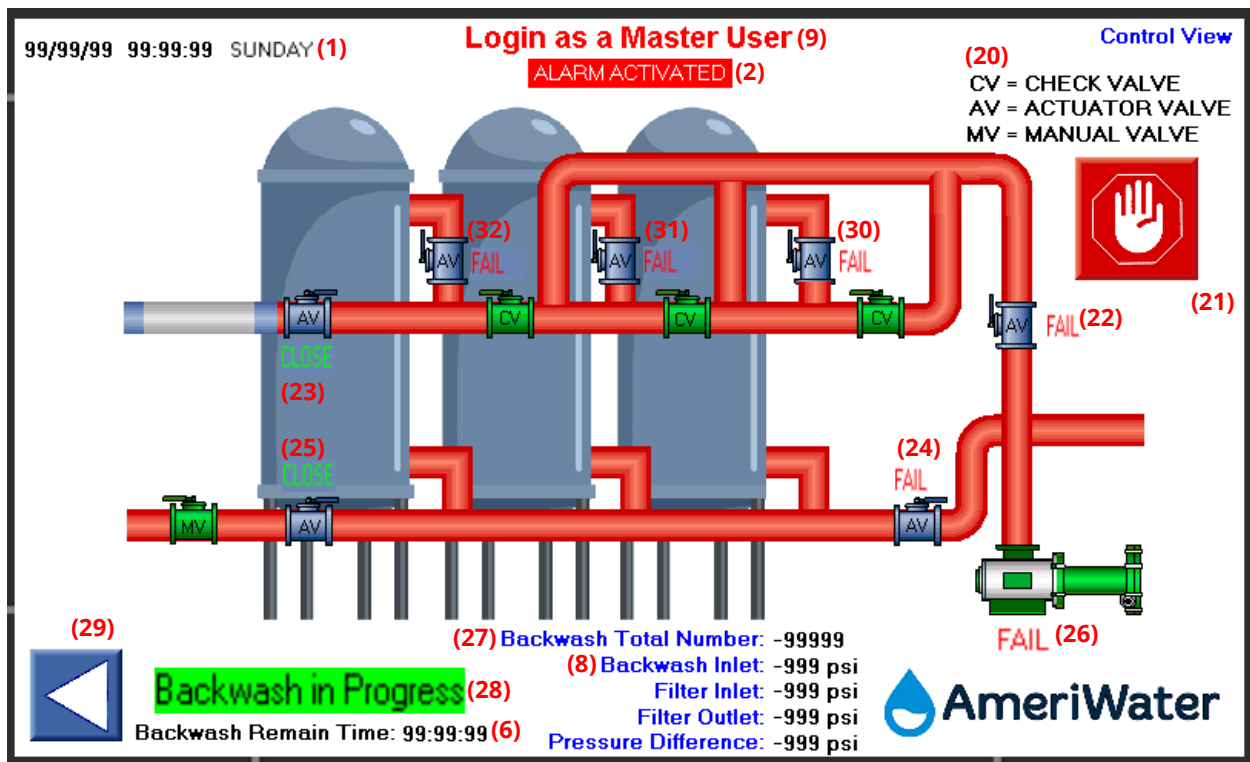 99/99/99 99:99:99 SUNDAY (1)
Login as a Master User (9)
Control View
ALARM ACTIVATED (2)
(20)
CV = CHECK VALVE
AV = ACTUATOR VALVE
MV = MANUAL VALVE
(32) (31) (30)
AV FAIL AV FAIL AV FAIL
(21)
AV CV CV CV AV FAIL (22)
CLOSE
(23)
(25) (24)
CLOSE FAIL
MV AV AV
(29) (27) Backwash Total Number: -99999 FAIL (26)
(8) Backwash Inlet: -999 psi
Backwash in Progress (28) Filter Inlet: -999 psi
Filter Outlet: -999 psi AmeriWater
Backwash Remain Time: 99:99:99 (6)
Pressure Difference: -999 psi